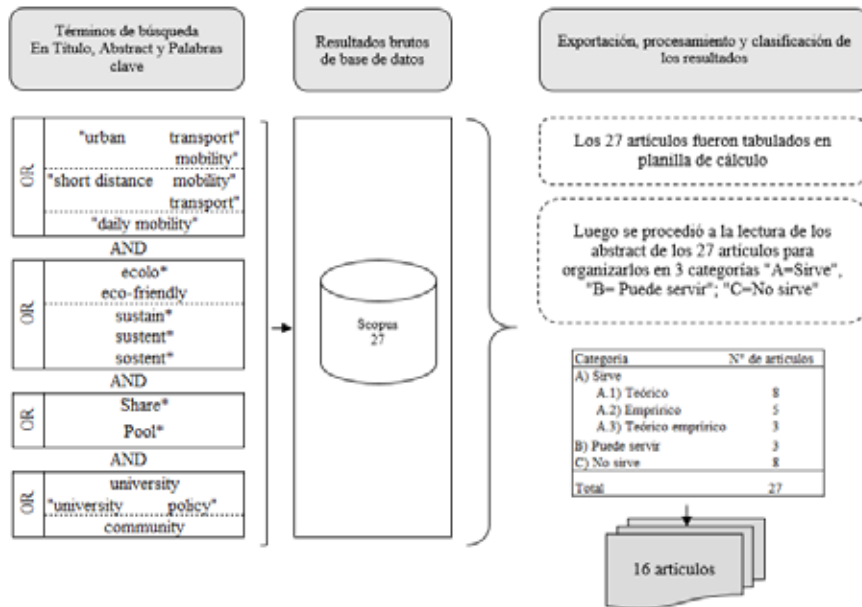 Términos de búsqueda
En Título, Abstract y Palabras
clave
Resultados brutos
de base de datos
Exportación, procesamiento y clasificación de
los resultados
OR
"urban transport"
mobility"
"short distance mobility"
transport"
"daily mobility"
AND
OR
ecolo*
eco-friendly
sustain*
sustent*
sostent*
AND
OR
Share*
Pool*
AND
OR
university
"university policy"
community
Scopus
27
Los 27 artículos fueron tabulados en
planilla de cálculo
Luego se procedió a la lectura de los
abstract de los 27 artículos para
organizarlos en 3 categorías "A=Sirve",
"B= Puede servir"; "C=No sirve"
Categoría N° de artículos
A) Sirve
A.1) Teórico 8
A.2) Emprírico 5
A.3) Teórico emprírico 3
B) Puede servir 3
C) No sirve 8
Total 27
16 artículos